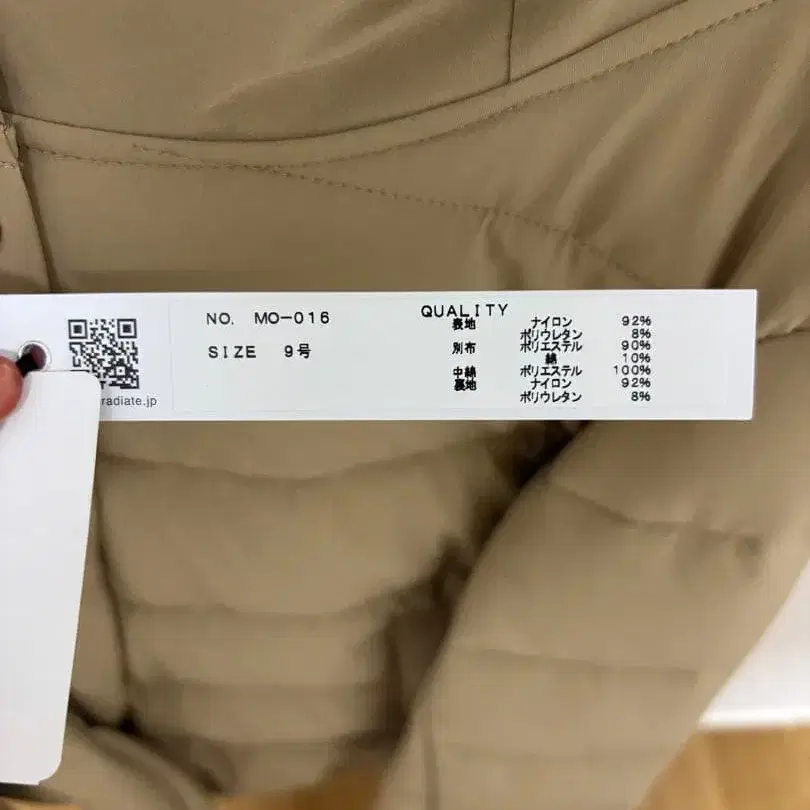 NO. MO-016
SIZE 9号
QUALITY
表地 ナイロン 92%
ポリウレタン 8%
別布 ポリエステル 90%
綿 10%
中綿 ポリエステル 100%
裏地 ナイロン 92%
ポリウレタン 8%
radiate.jp